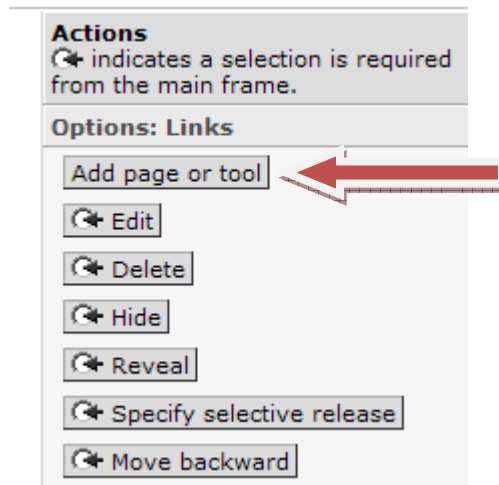 Actions
indicates a selection is required
from the main frame.
Options: Links
Add page or tool
Edit
Delete
Hide
Reveal
Specify selective release
Move backward